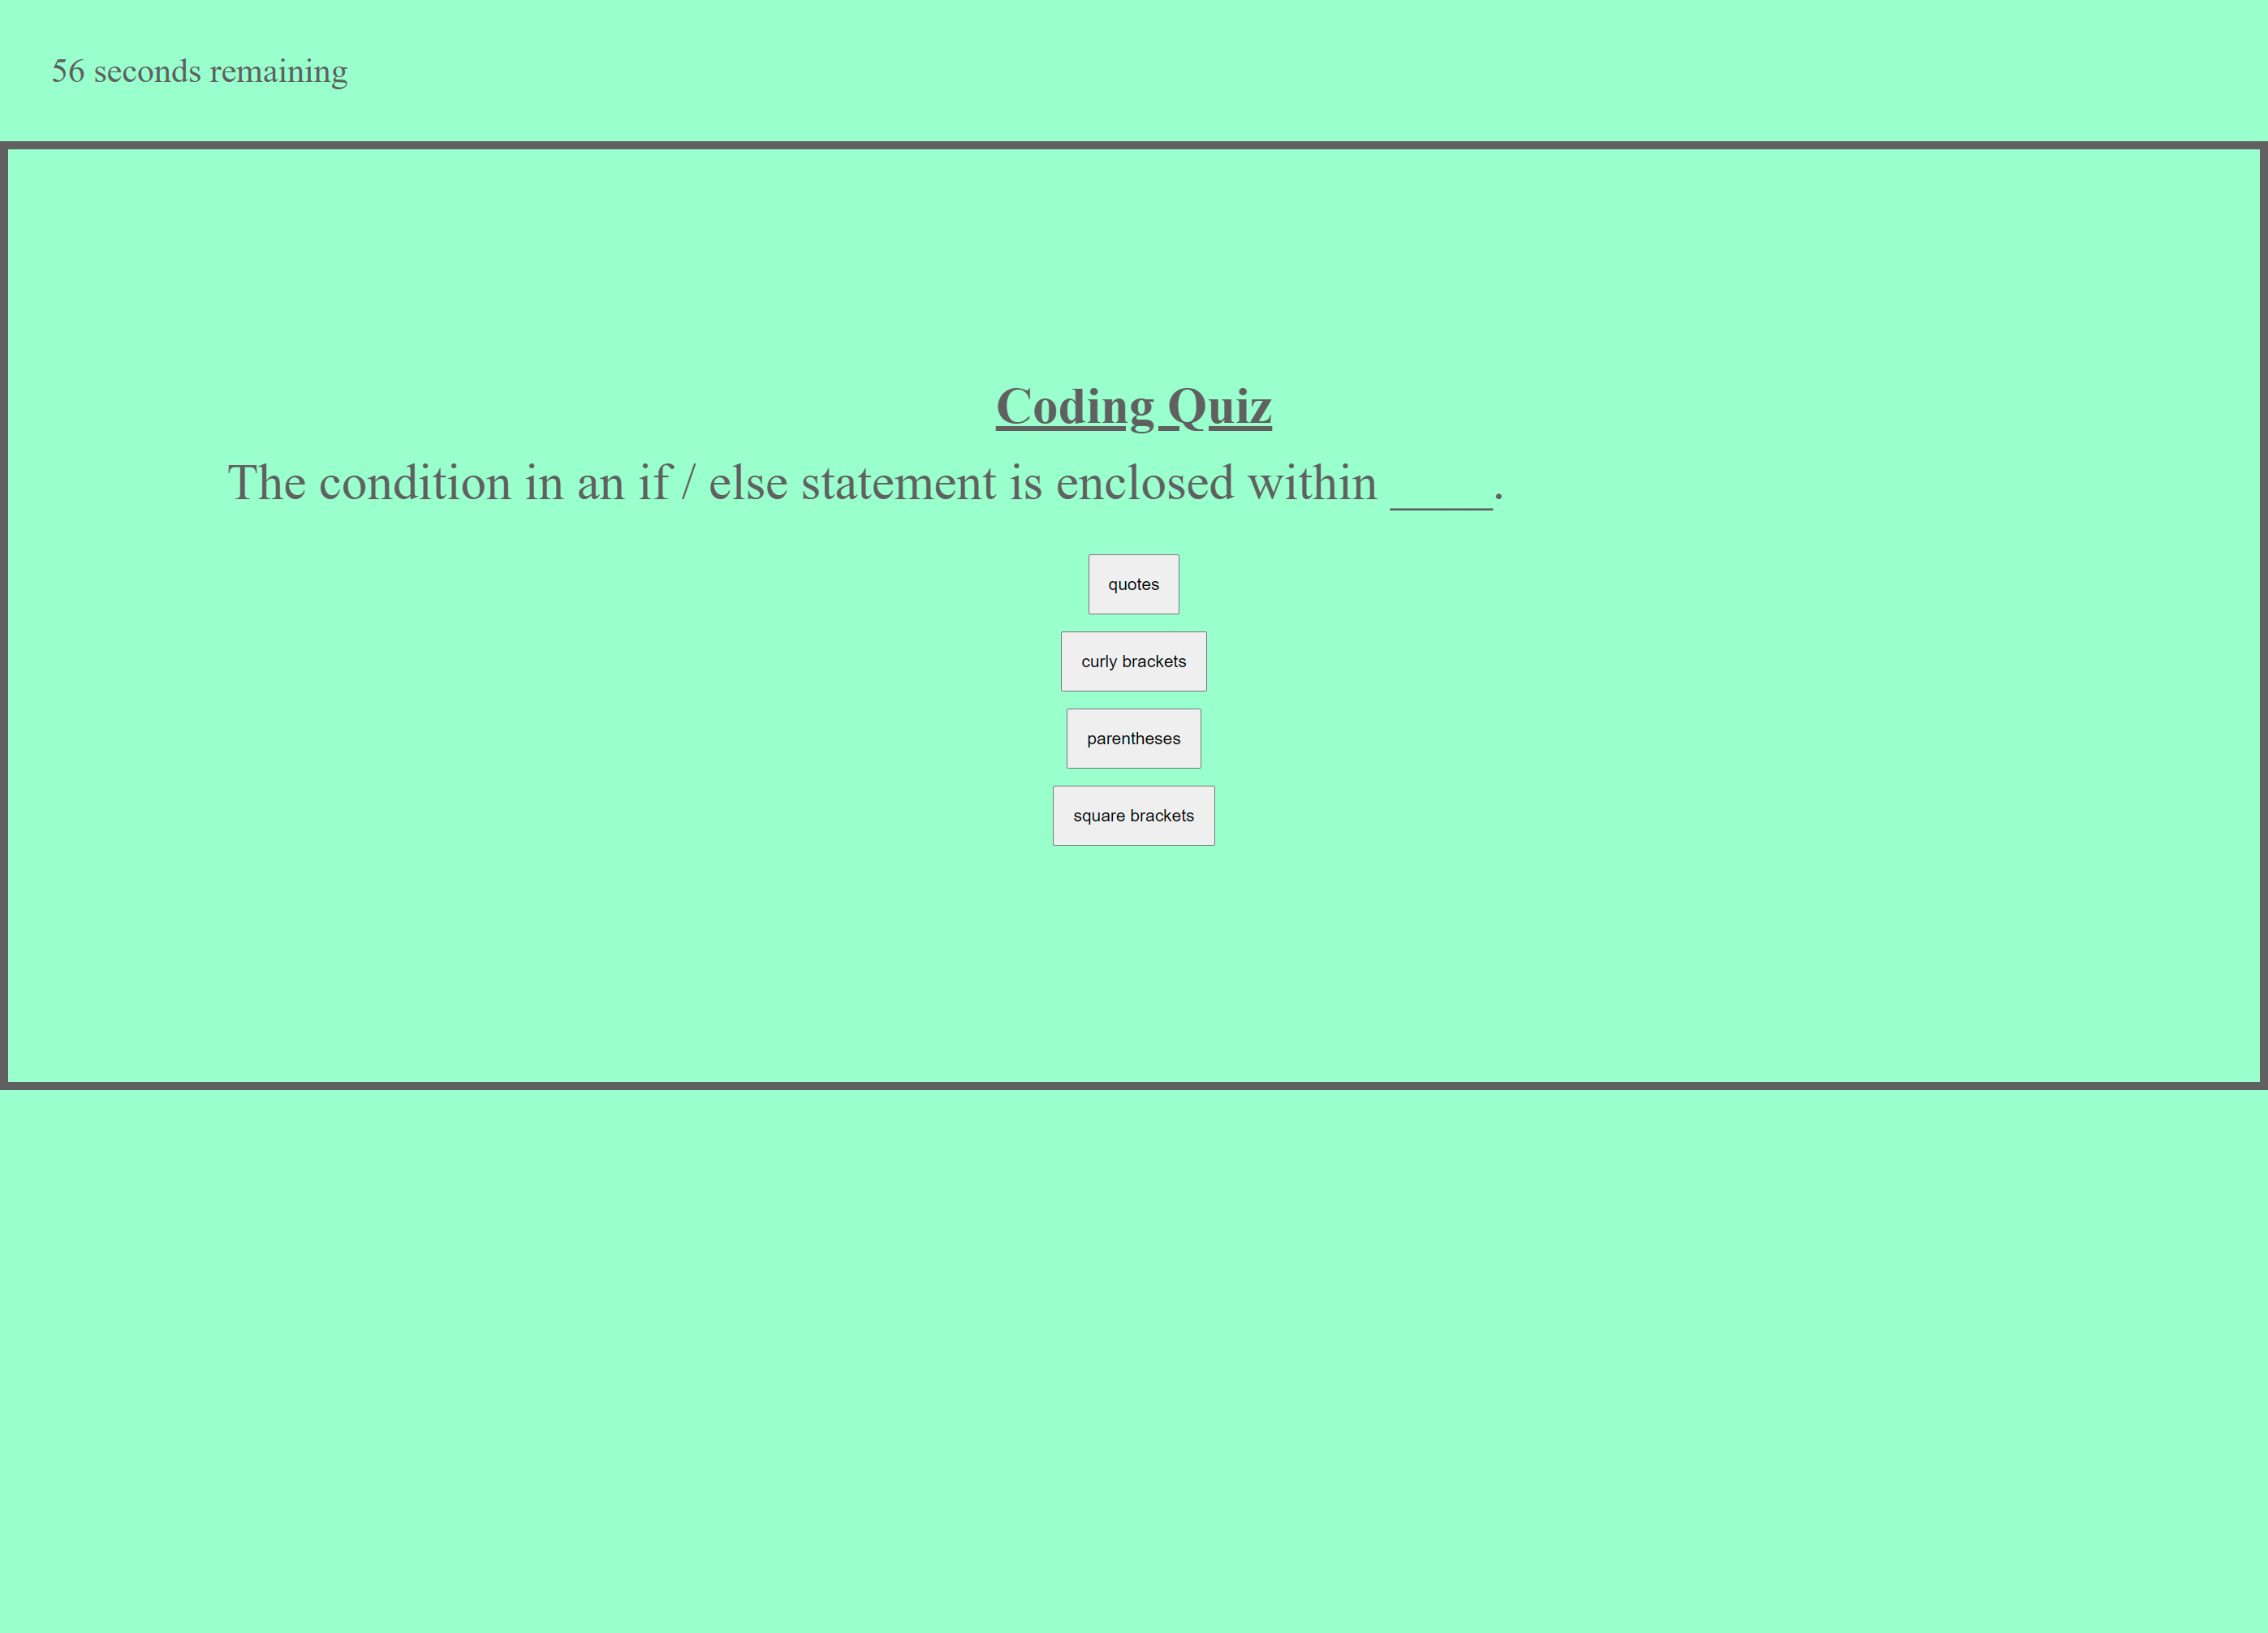 56 seconds remaining
Coding Quiz
The condition in an if / else statement is enclosed within ____.
quotes
curly brackets
parentheses
square brackets